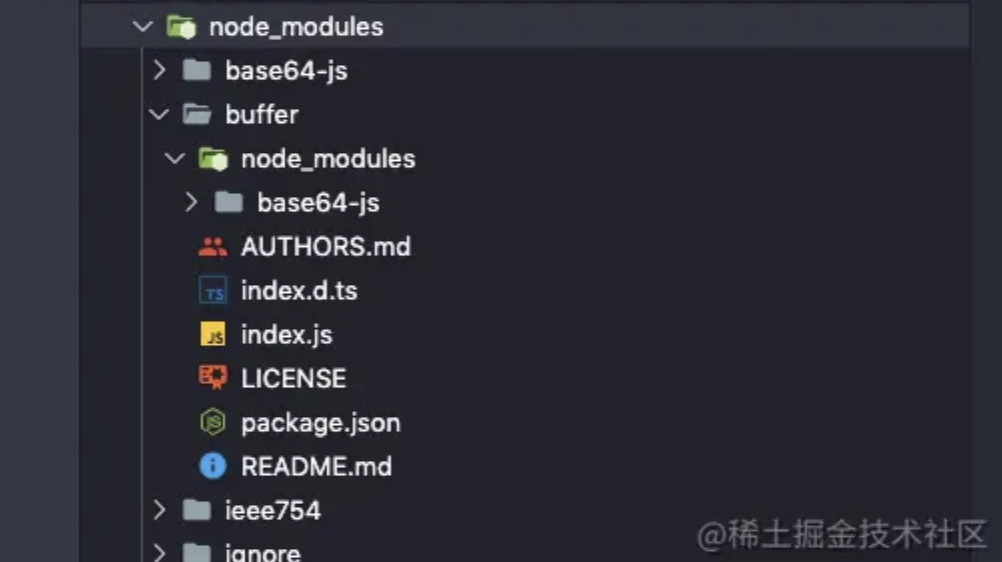 node_modules
base64-js
buffer
node_modules
base64-js
AUTHORS.md
TS index.d.ts
JS index.js
LICENSE
JS package.json
i README.md
ieee754
ignore
@稀土掘金技术社区